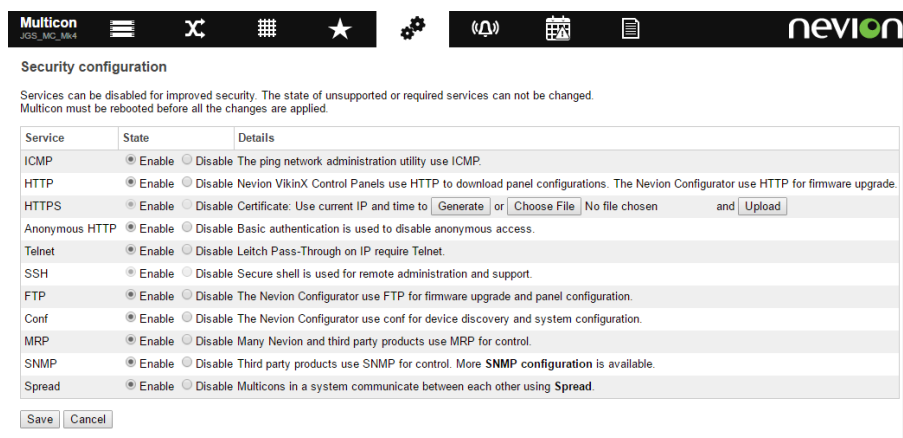 Multicon
JGS_MC_Mk4
nevion
Security configuration
Services can be disabled for improved security. The state of unsupported or required services can not be changed.
Multicon must be rebooted before all the changes are applied.
Service State Details
ICMP Enable Disable The ping network administration utility use ICMP.
HTTP Enable Disable Nevion VikinX Control Panels use HTTP to download panel configurations. The Nevion Configurator use HTTP for firmware upgrade.
HTTPS Enable Disable Certificate: Use current IP and time to Generate or Choose File No file chosen and Upload
Anonymous HTTP Enable Disable Basic authentication is used to disable anonymous access.
Telnet Enable Disable Leitch Pass-Through on IP require Telnet.
SSH Enable Disable Secure shell is used for remote administration and support.
FTP Enable Disable The Nevion Configurator use FTP for firmware upgrade and panel configuration.
Conf Enable Disable The Nevion Configurator use conf for device discovery and system configuration.
MRP Enable Disable Many Nevion and third party products use MRP for control.
SNMP Enable Disable Third party products use SNMP for control. More SNMP configuration is available.
Spread Enable Disable Multicons in a system communicate between each other using Spread.
Save Cancel